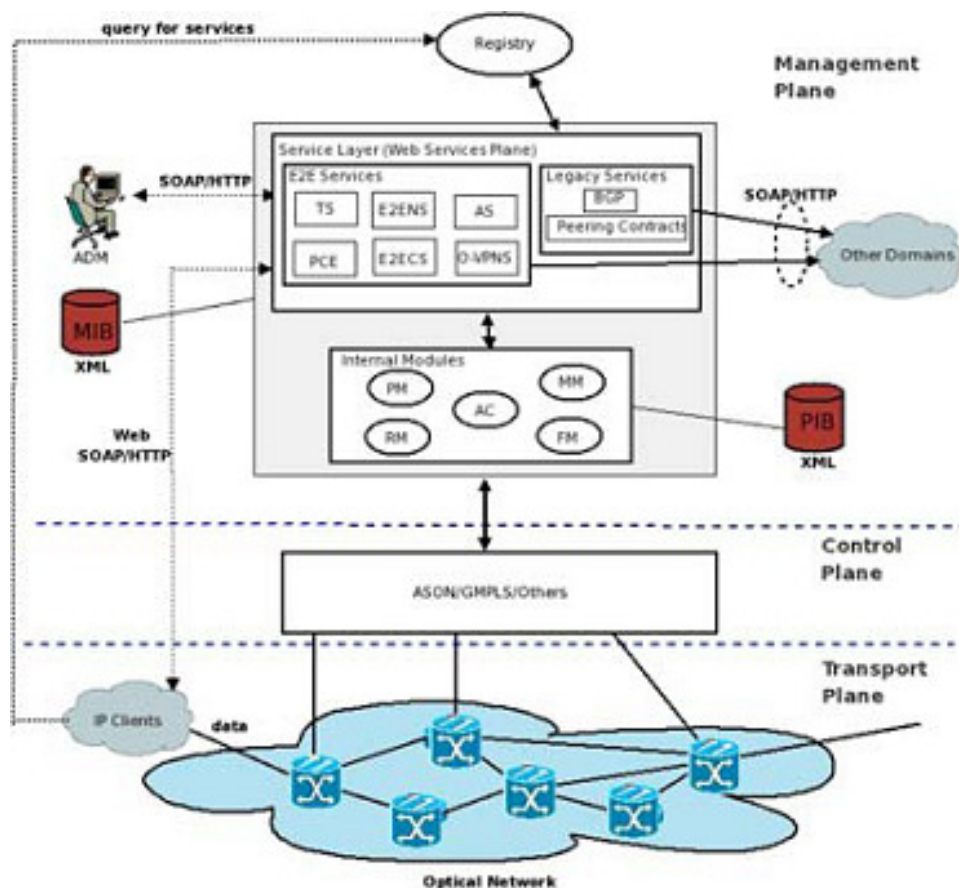 query for services
Registry
Management
Plane
Service Layer (Web Services Plane)
E2E Services
Legacy Services
SOAP/HTTP
TS
E2ENS
AS
BGP
SOAP/HTTP
Peering Contracts
PCE
E2ECS
O-VPNS
Other Domains
ADM
MIB
XML
Internal Modules
PM
MM
AC
RM
FM
PIB
XML
Web
SOAP/HTTP
Control
Plane
ASON/GMPLS/Others
Transport
Plane
IP Clients
data
Optical Network